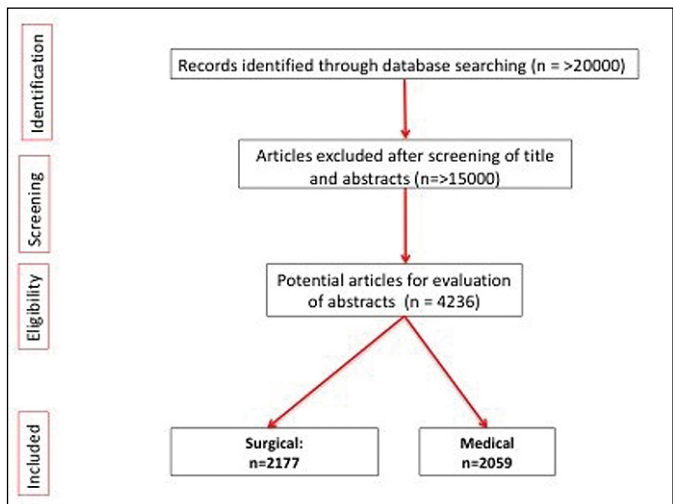 Identification
Records identified through database searching (n = >20000)
Screening
Articles excluded after screening of title
and abstracts (n=>15000)
Eligibility
Potential articles for evaluation
of abstracts (n = 4236)
Included
Surgical:
n=2177
Medical
n=2059